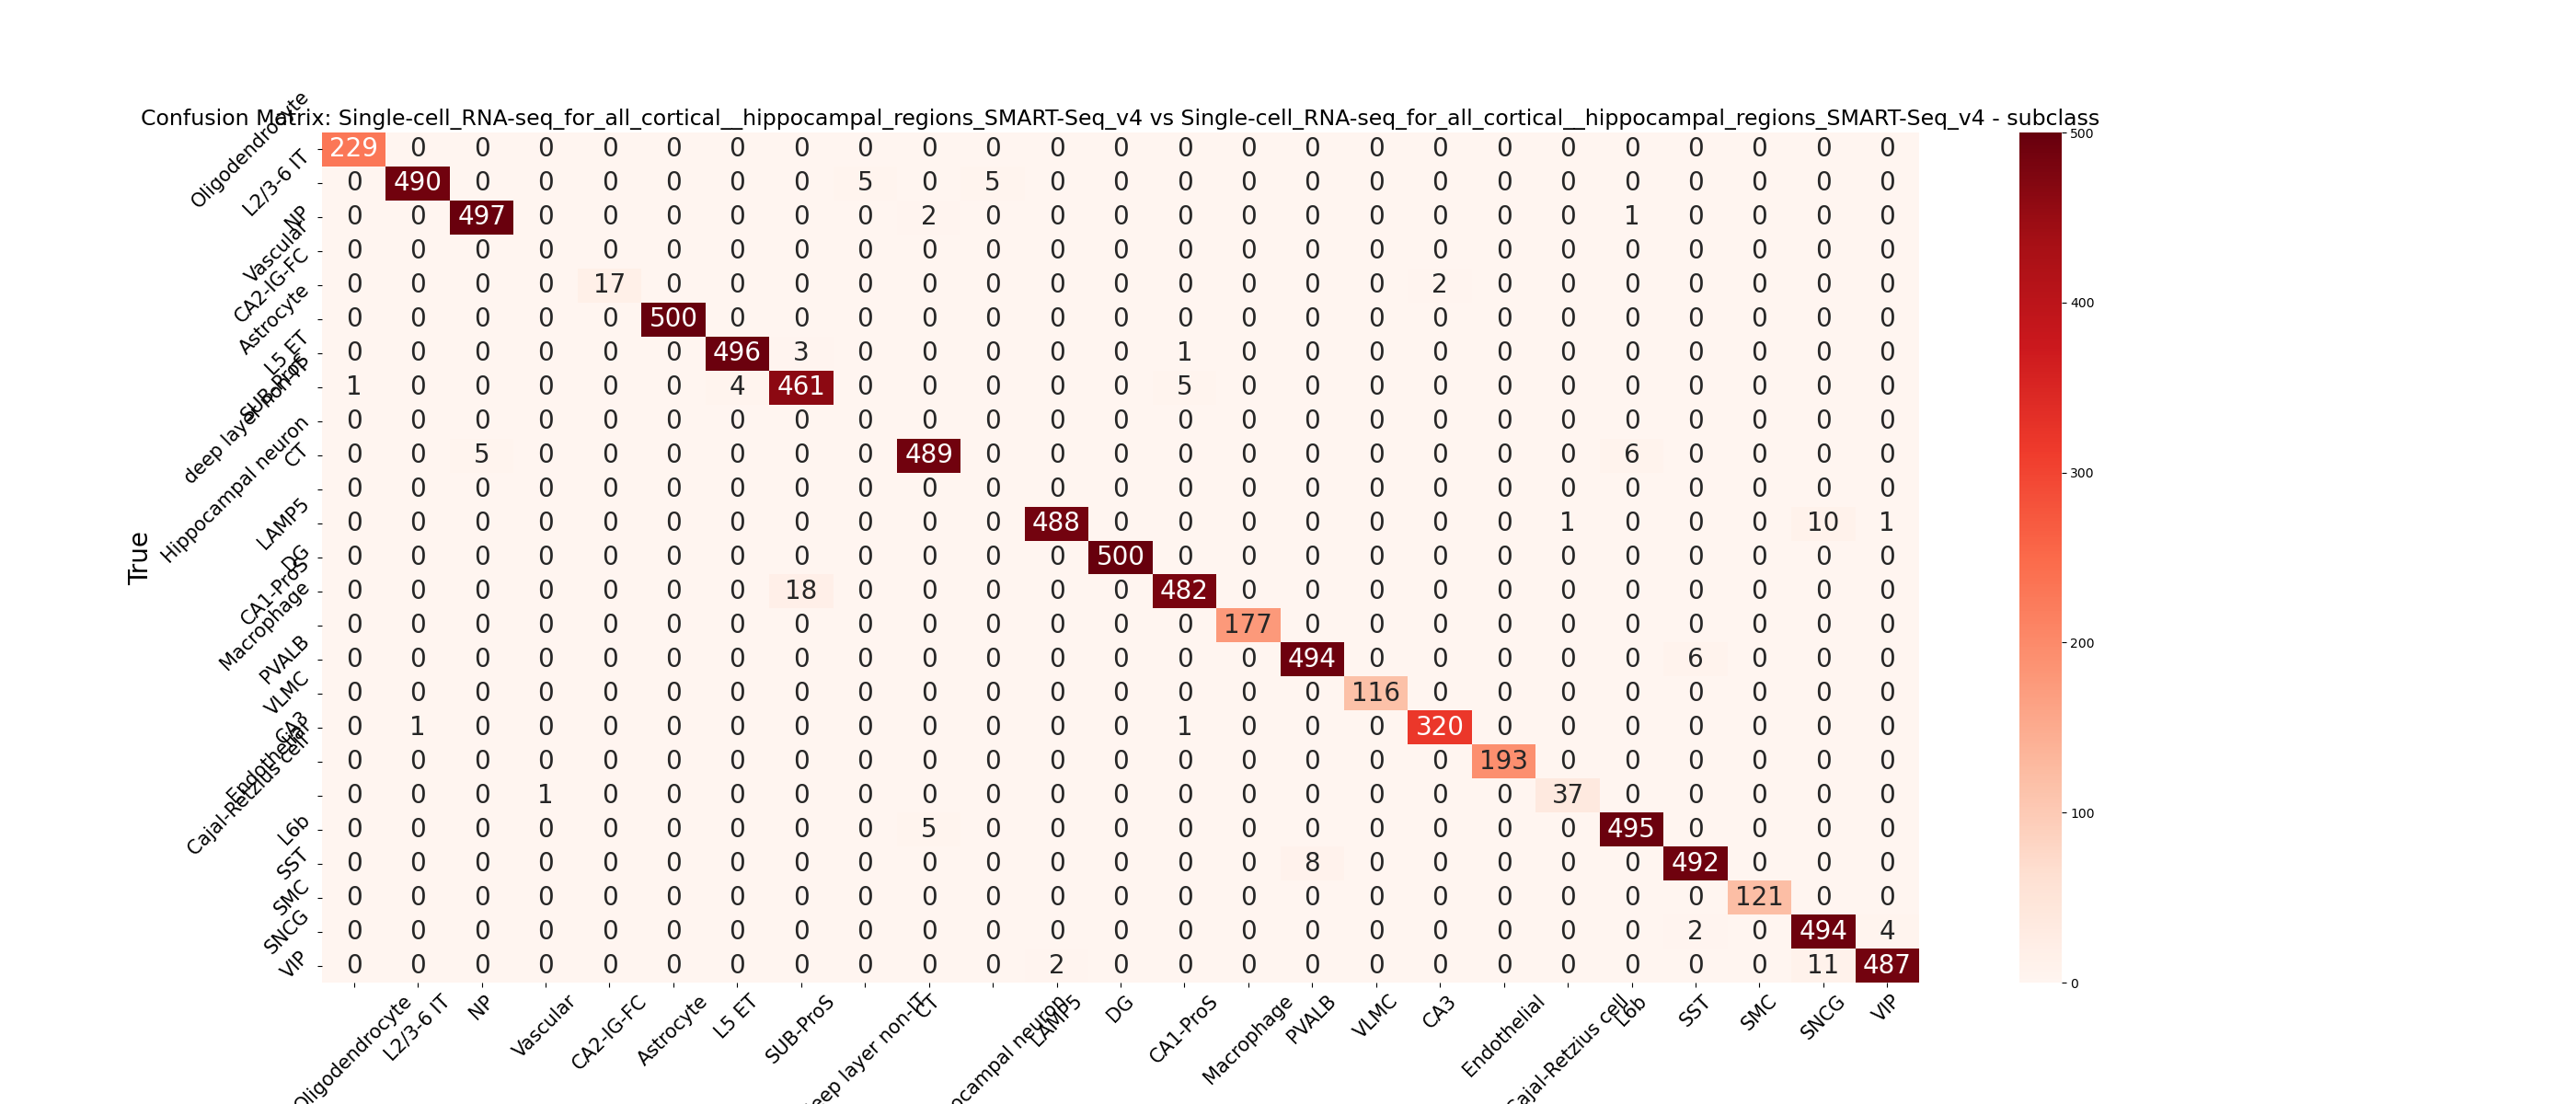 Confusion Matrix: Single-cell_RNA-seq_for_all_cortical__hippocampal_regions_SMART-Seq_v4 vs Single-cell_RNA-seq_for_all_cortical__hippocampal_regions_SMART-Seq_v4 - subclass
True
Oligodendrocyte 229 0 0 0 0 0 0 0 0 0 0 0 0 0 0 0 0 0 0 0 0 0 0 0 0
L2/3-6 IT 0 490 0 0 0 0 0 0 5 0 5 0 0 0 0 0 0 0 0 0 0 0 0 0 0
NP 0 0 497 0 0 0 0 0 0 2 0 0 0 0 0 0 0 0 0 0 1 0 0 0 0
Vascular 0 0 0 0 0 0 0 0 0 0 0 0 0 0 0 0 0 0 0 0 0 0 0 0 0
CA2-IG-FC 0 0 0 0 17 0 0 0 0 0 0 0 0 0 0 0 0 2 0 0 0 0 0 0 0
Astrocyte 0 0 0 0 0 500 0 0 0 0 0 0 0 0 0 0 0 0 0 0 0 0 0 0 0
L5 ET 0 0 0 0 0 0 496 3 0 0 0 0 0 1 0 0 0 0 0 0 0 0 0 0 0
SUB-ProS 1 0 0 0 0 0 4 461 0 0 0 0 0 5 0 0 0 0 0 0 0 0 0 0 0
deep layer non-IT 0 0 0 0 0 0 0 0 0 0 0 0 0 0 0 0 0 0 0 0 0 0 0 0 0
CT 0 0 5 0 0 0 0 0 0 489 0 0 0 0 0 0 0 0 0 0 6 0 0 0 0
Hippocampal neuron 0 0 0 0 0 0 0 0 0 0 0 0 0 0 0 0 0 0 0 0 0 0 0 0 0
LAMP5 0 0 0 0 0 0 0 0 0 0 0 488 0 0 0 0 0 0 0 1 0 0 0 10 1
DG 0 0 0 0 0 0 0 0 0 0 0 0 500 0 0 0 0 0 0 0 0 0 0 0 0
CA1-ProS 0 0 0 0 0 0 0 18 0 0 0 0 0 482 0 0 0 0 0 0 0 0 0 0 0
Macrophage 0 0 0 0 0 0 0 0 0 0 0 0 0 0 177 0 0 0 0 0 0 0 0 0 0
PVALB 0 0 0 0 0 0 0 0 0 0 0 0 0 0 0 494 0 0 0 0 0 6 0 0 0
VLMC 0 0 0 0 0 0 0 0 0 0 0 0 0 0 0 0 116 0 0 0 0 0 0 0 0
CA3 0 1 0 0 0 0 0 0 0 0 0 0 0 1 0 0 0 320 0 0 0 0 0 0 0
Endothelial 0 0 0 0 0 0 0 0 0 0 0 0 0 0 0 0 0 0 193 0 0 0 0 0 0
Cajal-Retzius cell 0 0 0 1 0 0 0 0 0 0 0 0 0 0 0 0 0 0 0 37 0 0 0 0 0
L6b 0 0 0 0 0 0 0 0 0 5 0 0 0 0 0 0 0 0 0 0 495 0 0 0 0
SST 0 0 0 0 0 0 0 0 0 0 0 0 0 0 0 8 0 0 0 0 0 492 0 0 0
SMC 0 0 0 0 0 0 0 0 0 0 0 0 0 0 0 0 0 0 0 0 0 0 121 0 0
SNCG 0 0 0 0 0 0 0 0 0 0 0 0 0 0 0 0 0 0 0 0 0 2 0 494 4
VIP 0 0 0 0 0 0 0 0 0 0 0 2 0 0 0 0 0 0 0 0 0 0 0 11 487
Oligodendrocyte L2/3-6 IT NP Vascular CA2-IG-FC Astrocyte L5 ET SUB-ProS layer non-IT CT neuron LAMP5 DG CA1-ProS Macrophage PVALB VLMC CA3 Endothelial Cajal-Retzius cell L6b SST SMC SNCG VIP
500
400
300
200
100
0